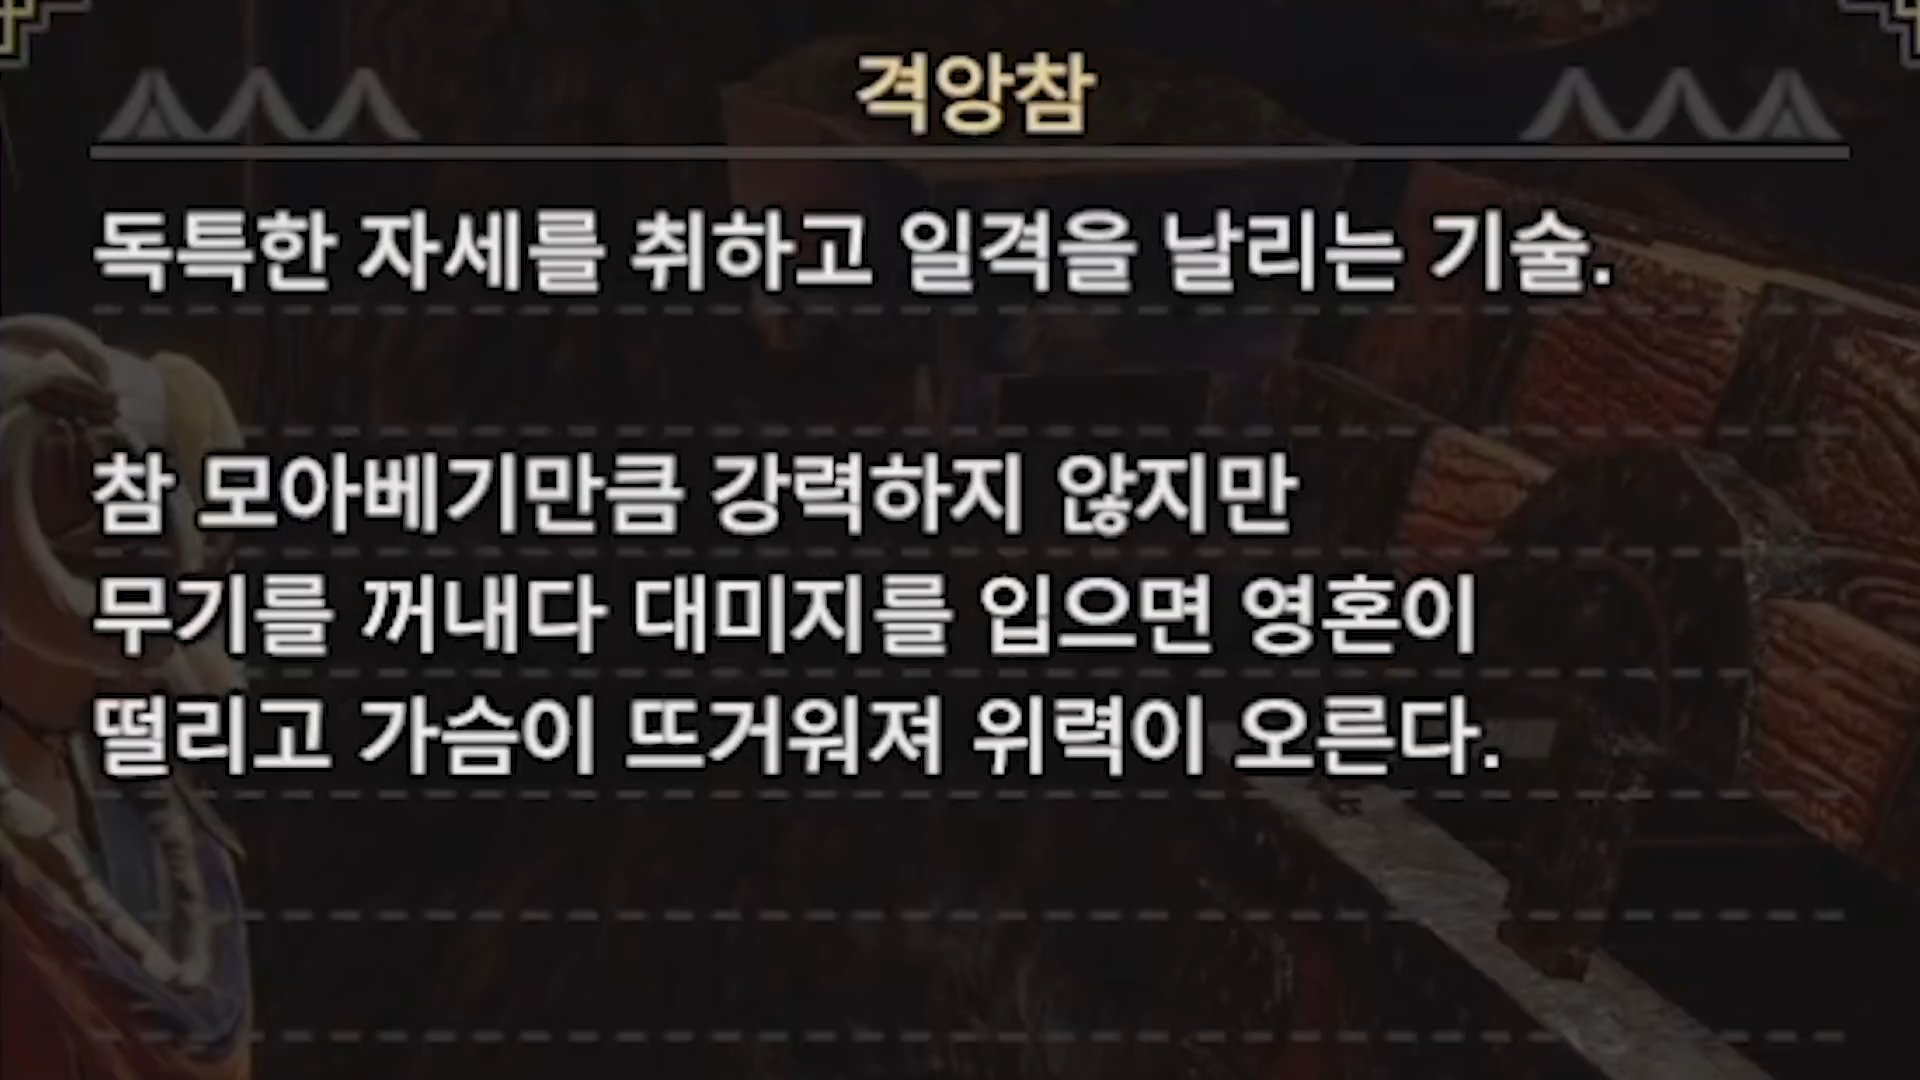 격앙참
독특한 자세를 취하고 일격을 날리는 기술.
참 모아베기만큼 강력하지 않지만
무기를 꺼내다 대미지를 입으면 영혼이
떨리고 가슴이 뜨거워져 위력이 오른다.